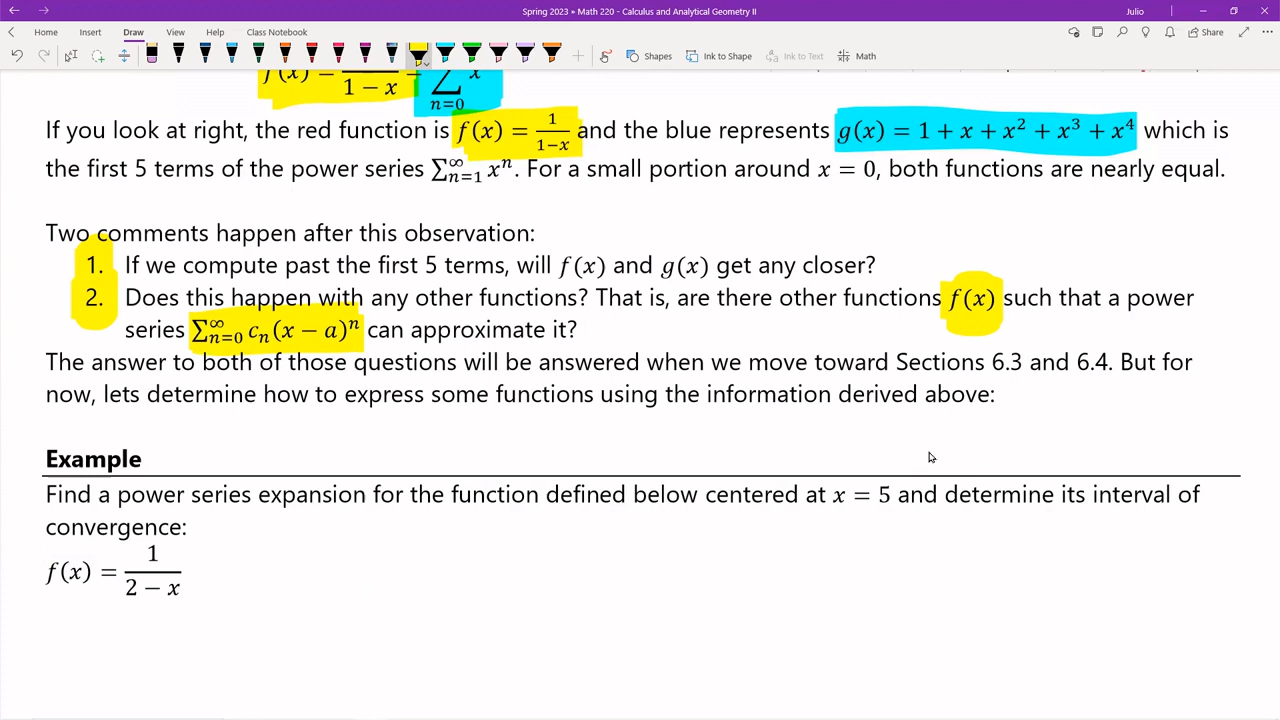 Spring 2023 » Math 220 - Calculus and Analytical Geometry II
Julio
Home Insert Draw View Help Class Notebook Share
Shapes Ink to Shape Ink to Text Math
f(x) = 1/(1 − x) = ∑_{n=0} x
If you look at right, the red function is f(x) = 1/(1−x) and the blue represents g(x) = 1 + x + x² + x³ + x⁴ which is
the first 5 terms of the power series ∑_{n=1}^{∞} xⁿ. For a small portion around x = 0, both functions are nearly equal.
Two comments happen after this observation:
1. If we compute past the first 5 terms, will f(x) and g(x) get any closer?
2. Does this happen with any other functions? That is, are there other functions f(x) such that a power
series ∑_{n=0}^{∞} cₙ(x − a)ⁿ can approximate it?
The answer to both of those questions will be answered when we move toward Sections 6.3 and 6.4. But for
now, lets determine how to express some functions using the information derived above:
Example
Find a power series expansion for the function defined below centered at x = 5 and determine its interval of
convergence:
f(x) = 1/(2 − x)